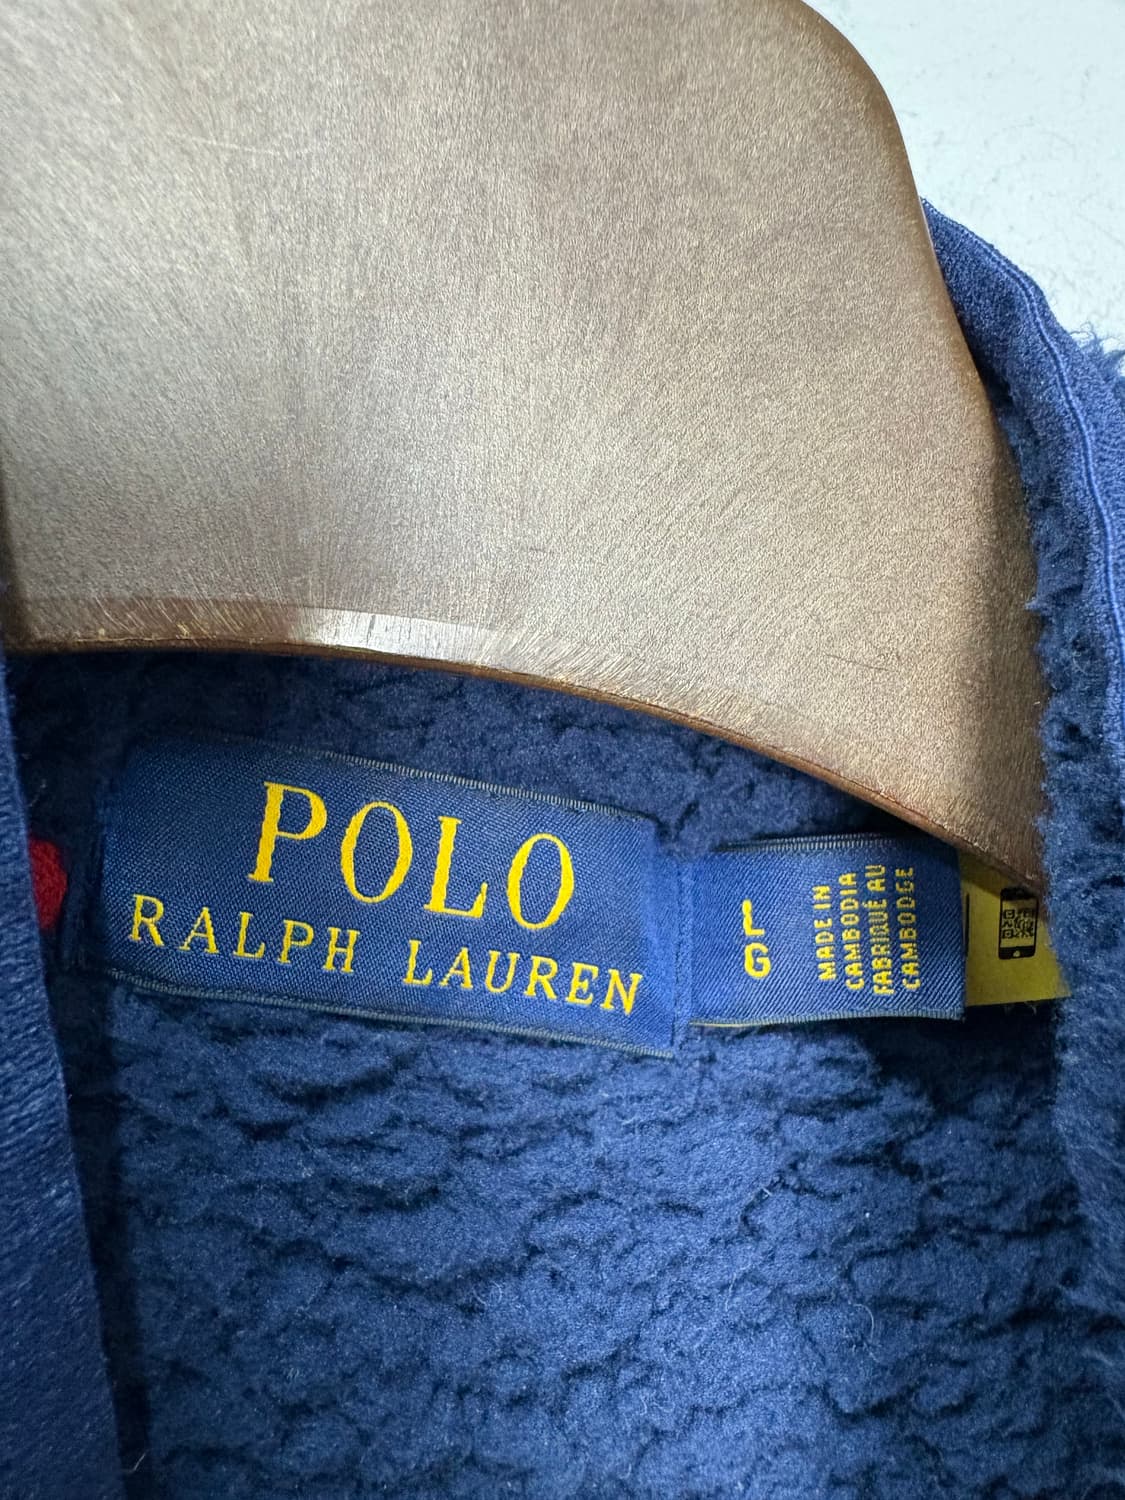 POLO
RALPH LAUREN
L
G
MADE IN
CAMBODIA
FABRIQUÉ AU
CAMBODGE